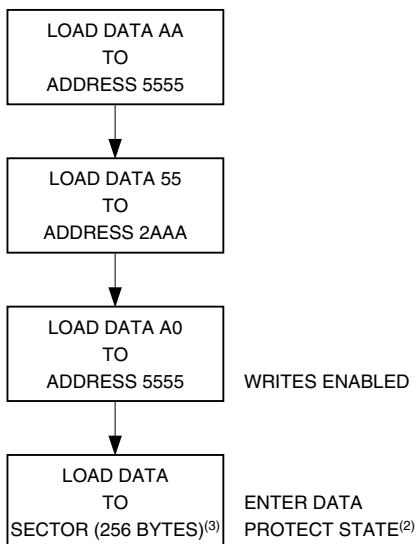 LOAD DATA AA
TO
ADDRESS 5555
LOAD DATA 55
TO
ADDRESS 2AAA
LOAD DATA A0
TO
ADDRESS 5555
WRITES ENABLED
LOAD DATA
TO
SECTOR (256 BYTES)(3)
ENTER DATA
PROTECT STATE(2)